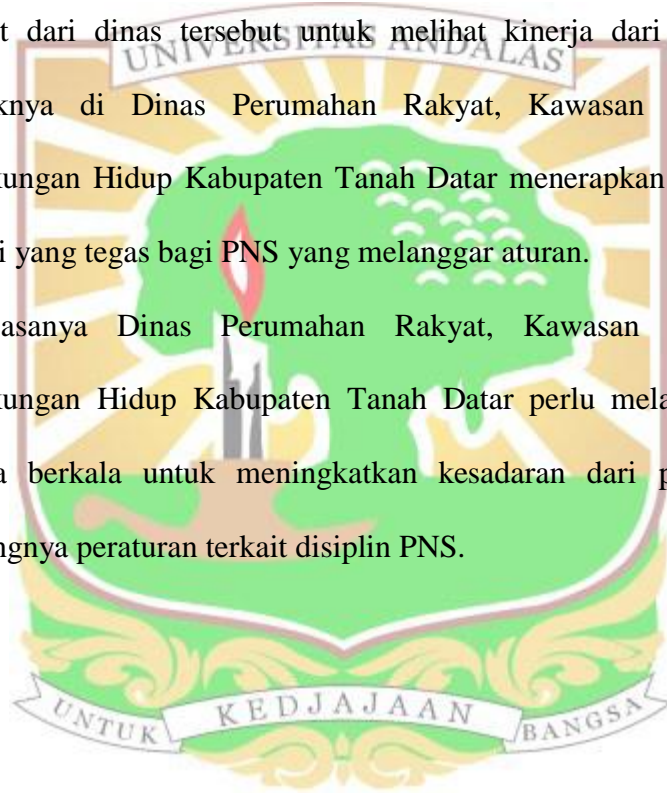 t dari dinas tersebut untuk melihat kinerja dari
UNIVERSITAS ANDALAS
knya di Dinas Perumahan Rakyat, Kawasan
kungan Hidup Kabupaten Tanah Datar menerapkan
i yang tegas bagi PNS yang melanggar aturan.
asanya Dinas Perumahan Rakyat, Kawasan
kungan Hidup Kabupaten Tanah Datar perlu mela
a berkala untuk meningkatkan kesadaran dari p
ngnya peraturan terkait disiplin PNS.
UNTUK KEDJAJAAN BANGSA